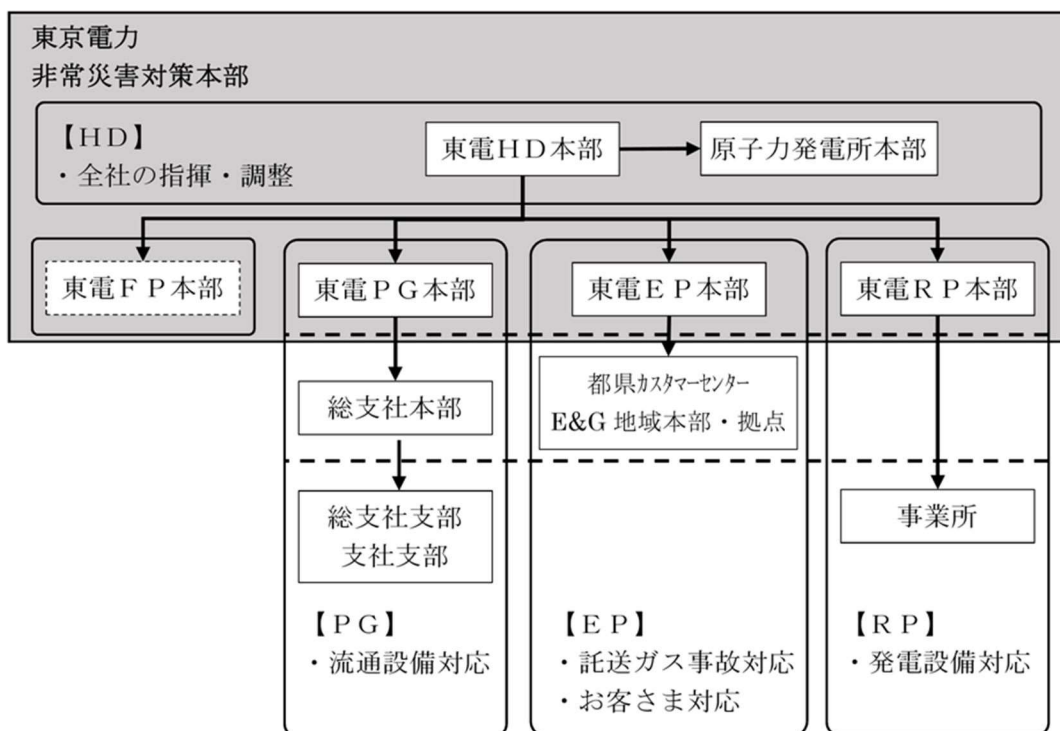 東京電力
非常災害対策本部
【ＨＤ】
・全社の指揮・調整
東電ＨＤ本部
原子力発電所本部
東電ＦＰ本部
東電ＰＧ本部
東電ＥＰ本部
東電ＲＰ本部
総支社本部
都県ｶｽﾀﾏｰｾﾝﾀｰ
E&G 地域本部・拠点
総支社支部
支社支部
事業所
【ＰＧ】
・流通設備対応
【ＥＰ】
・託送ガス事故対応
・お客さま対応
【ＲＰ】
・発電設備対応